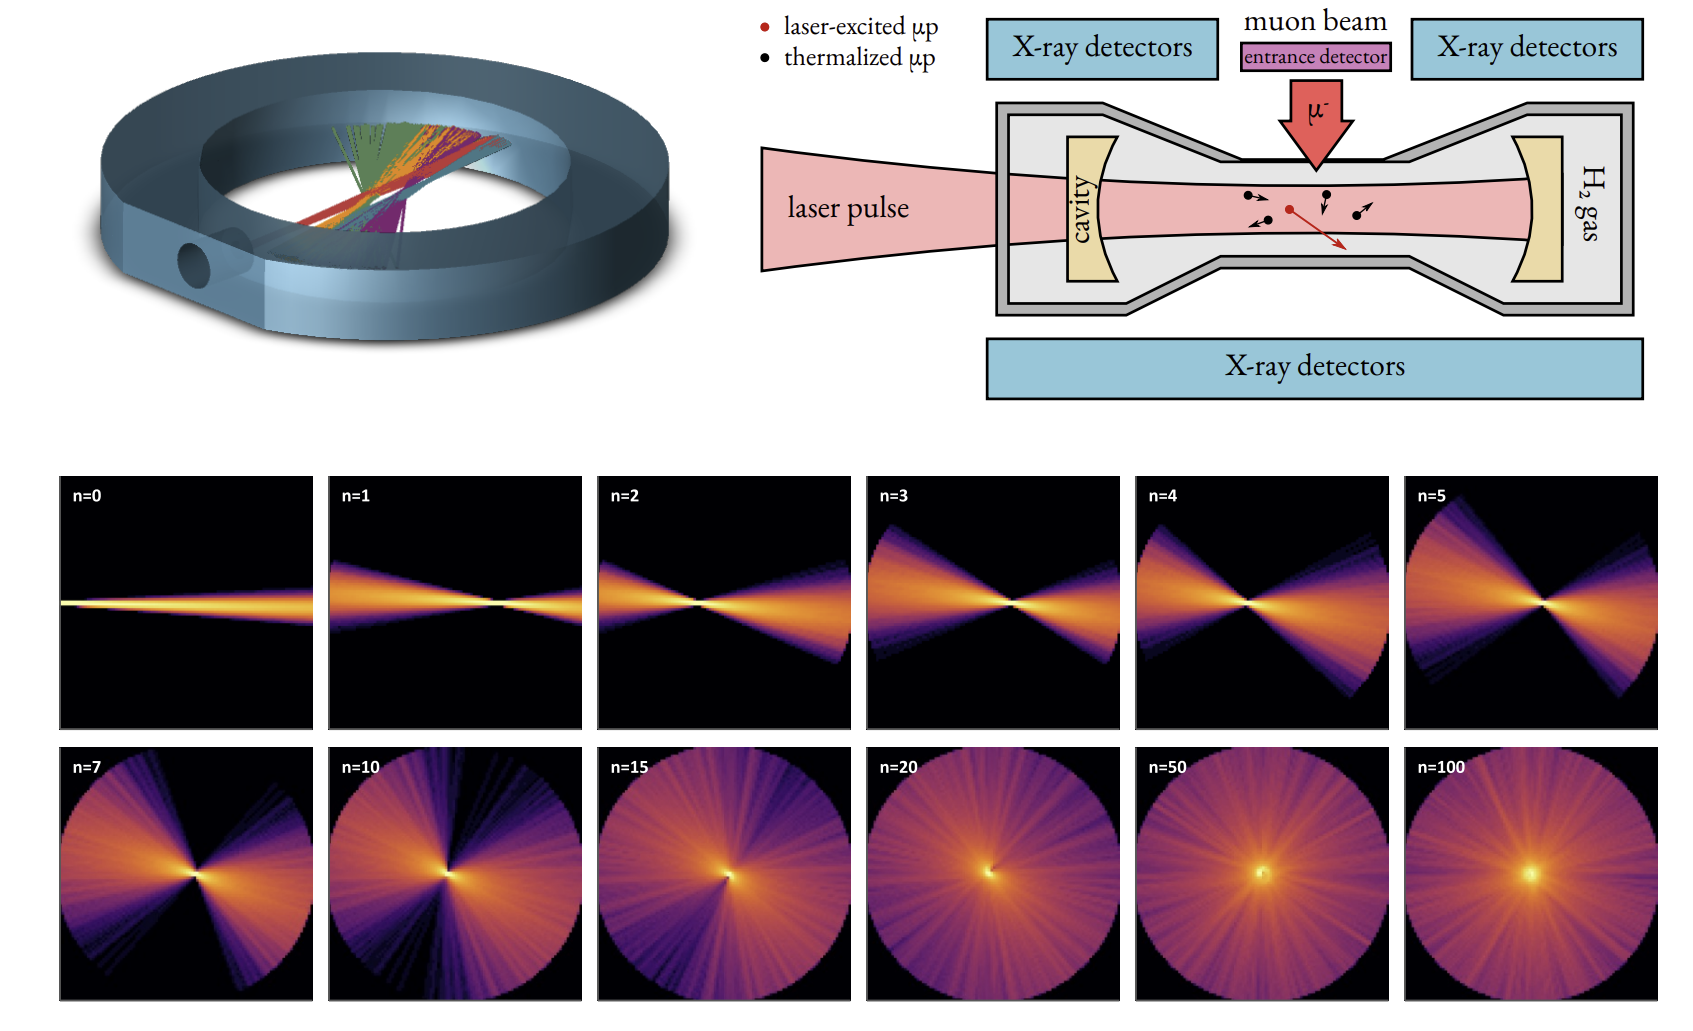 laser-excited μp
thermalized μp
X-ray detectors
muon beam
entrance detector
X-ray detectors
μ-
laser pulse
cavity
H₂ gas
X-ray detectors
n=0
n=1
n=2
n=3
n=4
n=5
n=7
n=10
n=15
n=20
n=50
n=100